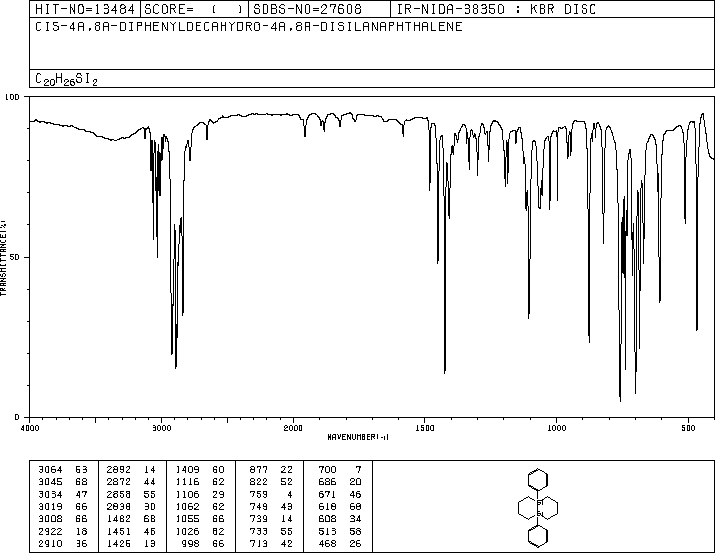 HIT-NO=13484 SCORE= ( ) SDBS-NO=27608 IR-NIDA-38350 : KBR DISC
CIS-4A,8A-DIPHENYLDECAHYDRO-4A,8A-DISILANAPHTHALENE
C20H26SI2
100
50
0
TRANSMITTANCE(%)
4000 3000 2000 1500 1000 500
WAVENUMBER(-1)
3064 63 2892 14 1409 60 877 22 700 7
3045 68 2872 44 1116 62 822 52 686 20
3034 47 2858 55 1106 29 759 4 671 46
3019 66 2838 30 1062 62 749 43 618 68
3008 66 1482 68 1055 66 739 14 608 34
2922 18 1451 46 1026 62 733 55 513 58
2910 36 1426 13 998 66 713 42 468 26
SI
SI